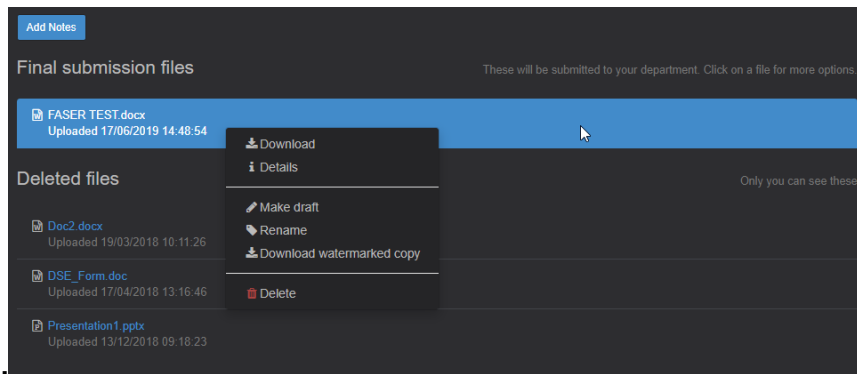 Add Notes
Final submission files
These will be submitted to your department. Click on a file for more options.
FASER TEST.docx
Uploaded 17/06/2019 14:48:54
Download
Details
Make draft
Rename
Download watermarked copy
Delete
Deleted files
Only you can see these
Doc2.docx
Uploaded 19/03/2018 10:11:26
DSE_Form.doc
Uploaded 17/04/2018 13:16:46
Presentation1.pptx
Uploaded 13/12/2018 09:18:23